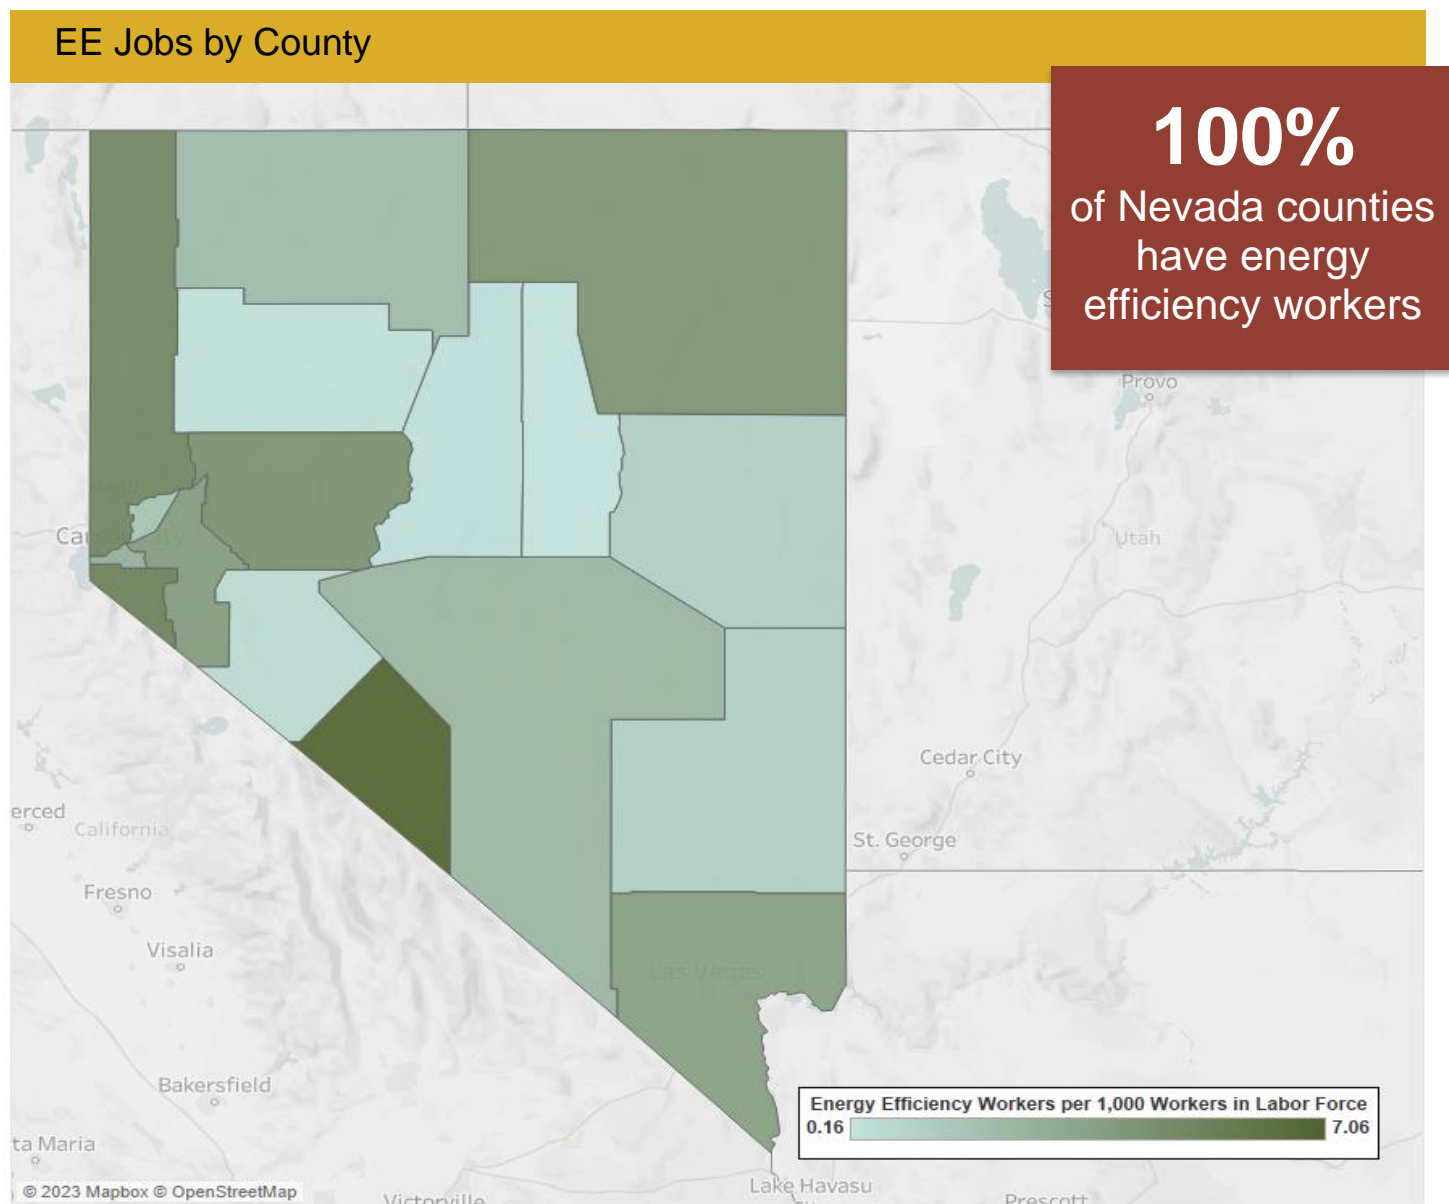 EE Jobs by County
100%
of Nevada counties
have energy
efficiency workers
Provo
Utah
Cedar City
St. George
erced
California
Fresno
Visalia
Las Vegas
Bakersfield
ta Maria
Energy Efficiency Workers per 1,000 Workers in Labor Force
0.16 7.06
© 2023 Mapbox © OpenStreetMap
Victorville
Lake Havasu
Prescott